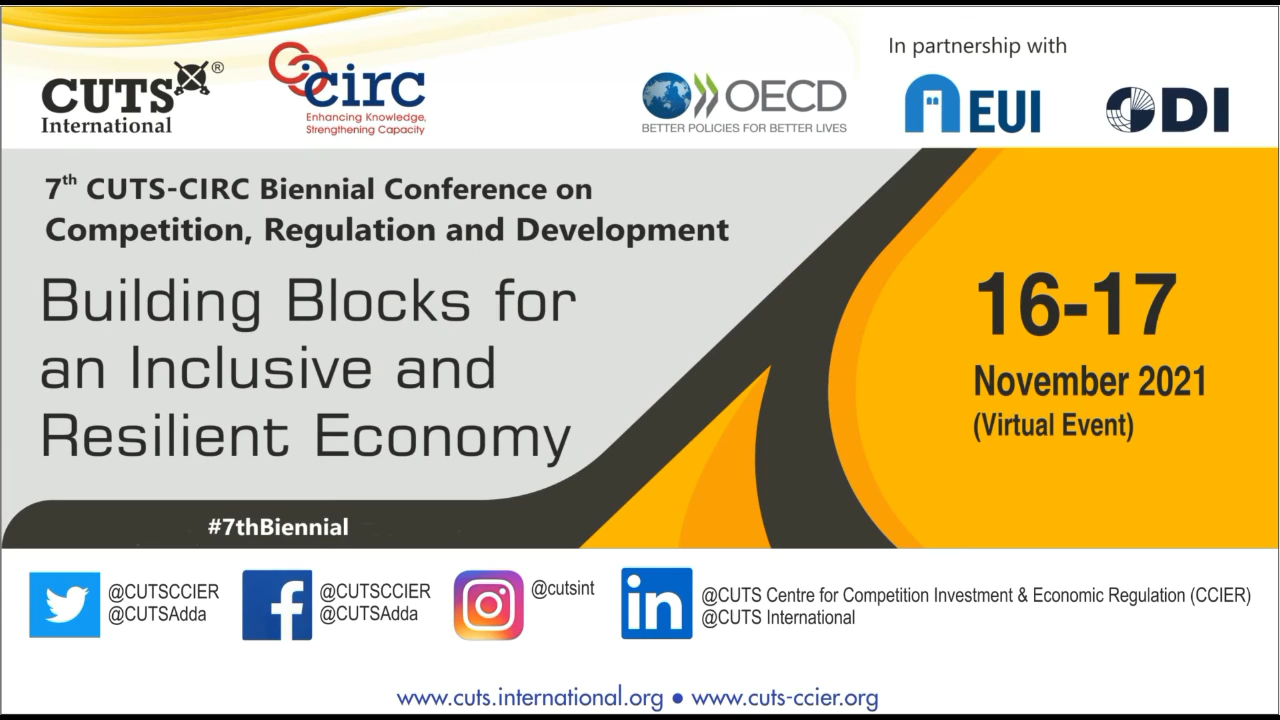 CUTS®
International
circ
Enhancing Knowledge,
Strengthening Capacity
OECD
BETTER POLICIES FOR BETTER LIVES
In partnership with
EUI
ODI
7th CUTS-CIRC Biennial Conference on
Competition, Regulation and Development
Building Blocks for
an Inclusive and
Resilient Economy
16-17
November 2021
(Virtual Event)
#7thBiennial
@CUTSCCIER
@CUTSAdda
@CUTSCCIER
@CUTSAdda
@cutsint
in
@CUTS Centre for Competition Investment & Economic Regulation (CCIER)
@CUTS International
www.cuts.international.org ● www.cuts-ccier.org